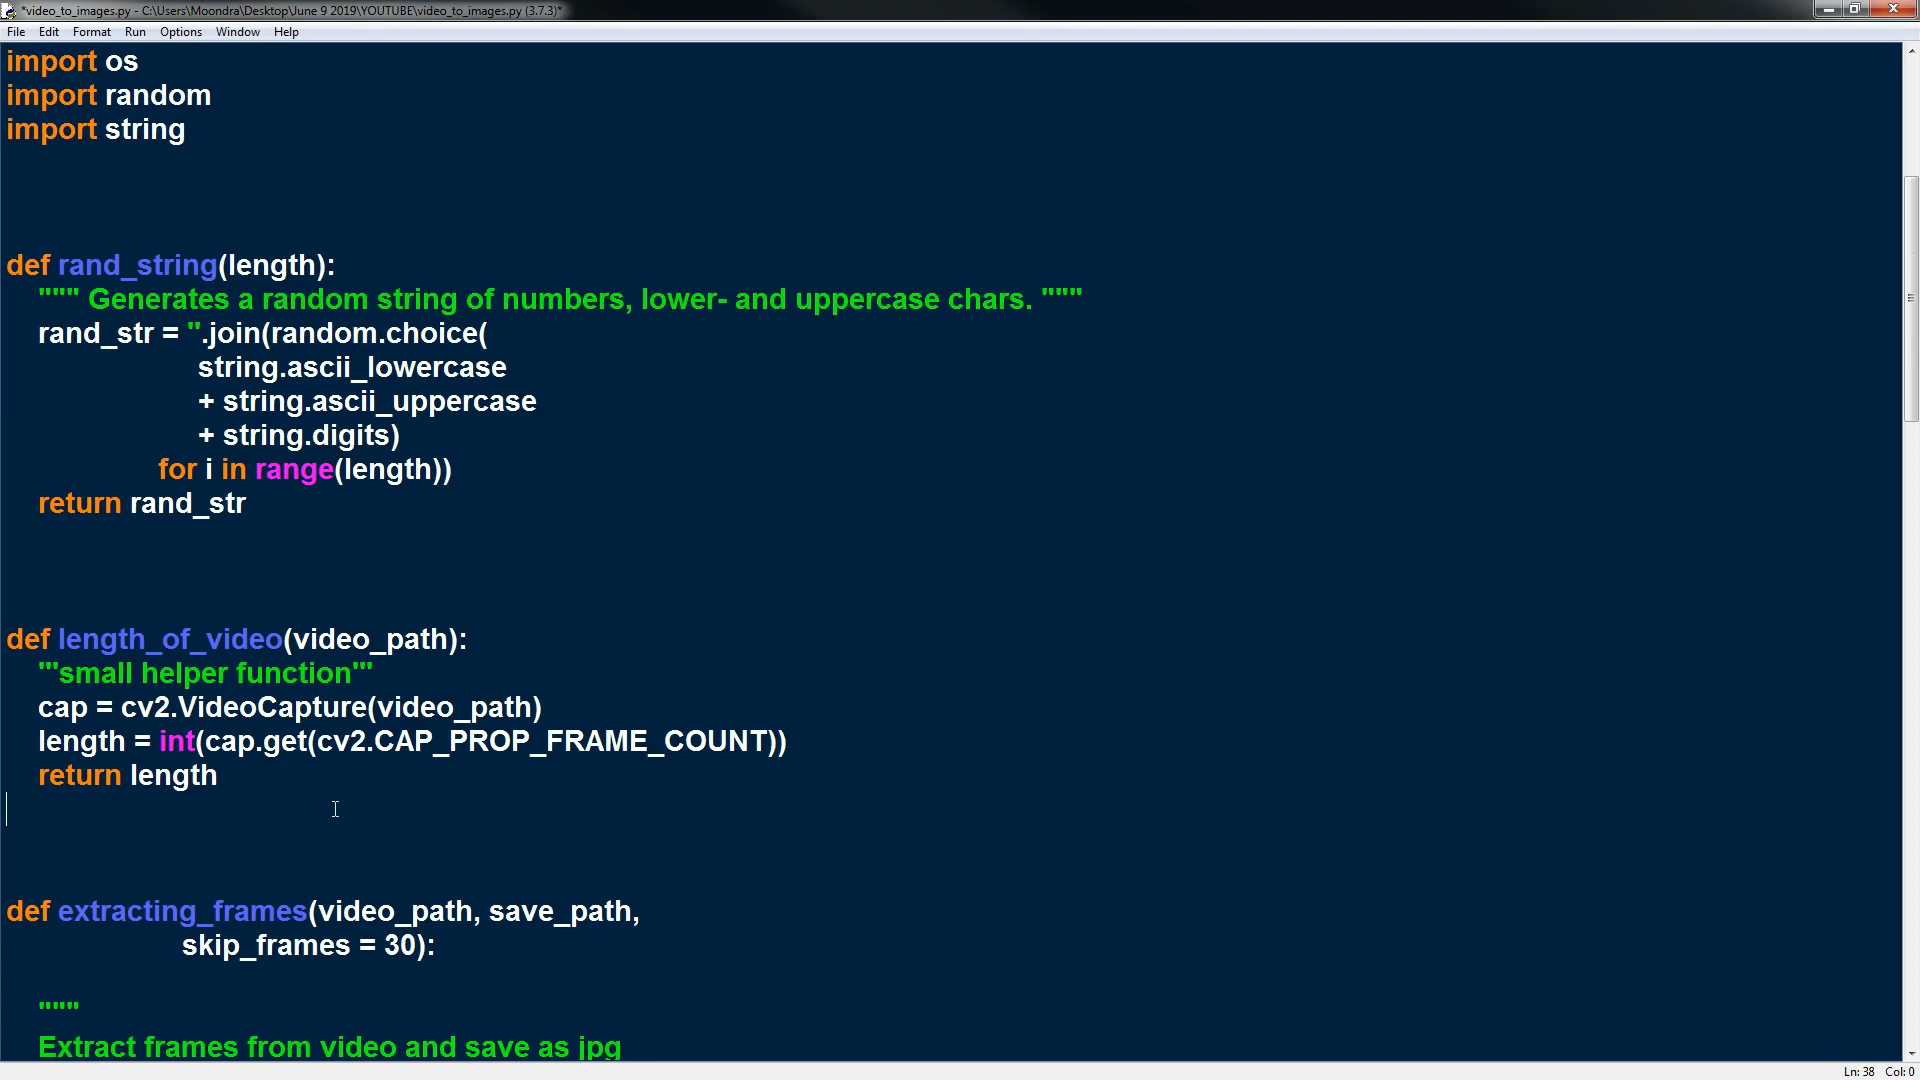 *video_to_images.py - C:\Users\Moondra\Desktop\June 9 2019\YOUTUBE\video_to_images.py (3.7.3)*
File Edit Format Run Options Window Help
import os
import random
import string
def rand_string(length):
    """ Generates a random string of numbers, lower- and uppercase chars. """
    rand_str = ''.join(random.choice(
                        string.ascii_lowercase
                        + string.ascii_uppercase
                        + string.digits)
                   for i in range(length))
    return rand_str
def length_of_video(video_path):
    '''small helper function'''
    cap = cv2.VideoCapture(video_path)
    length = int(cap.get(cv2.CAP_PROP_FRAME_COUNT))
    return length
def extracting_frames(video_path, save_path,
                      skip_frames = 30):
    """
    Extract frames from video and save as jpg
Ln: 38 Col: 0